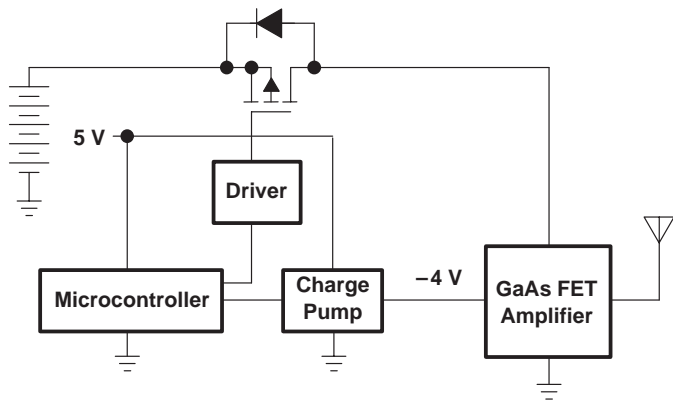 5 V
Driver
Microcontroller
Charge
Pump
−4 V
GaAs FET
Amplifier